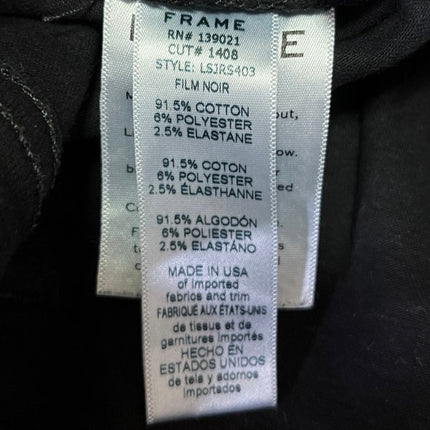 FRAME
RN# 139021
CUT# 1408
STYLE: LSJRS403
FILM NOIR
91.5% COTTON
6% POLYESTER
2.5% ELASTANE
91.5% COTON
6% POLYESTER
2.5% ÉLASTHANNE
91.5% ALGODÓN
6% POLIESTER
2.5% ELASTÁNO
MADE IN USA
of imported
fabrics and trim
FABRIQUÉ AUX ÉTATS-UNIS
de tissus et de
garnitures importés
HECHO EN
ESTADOS UNIDOS
de tela y adornos
importados